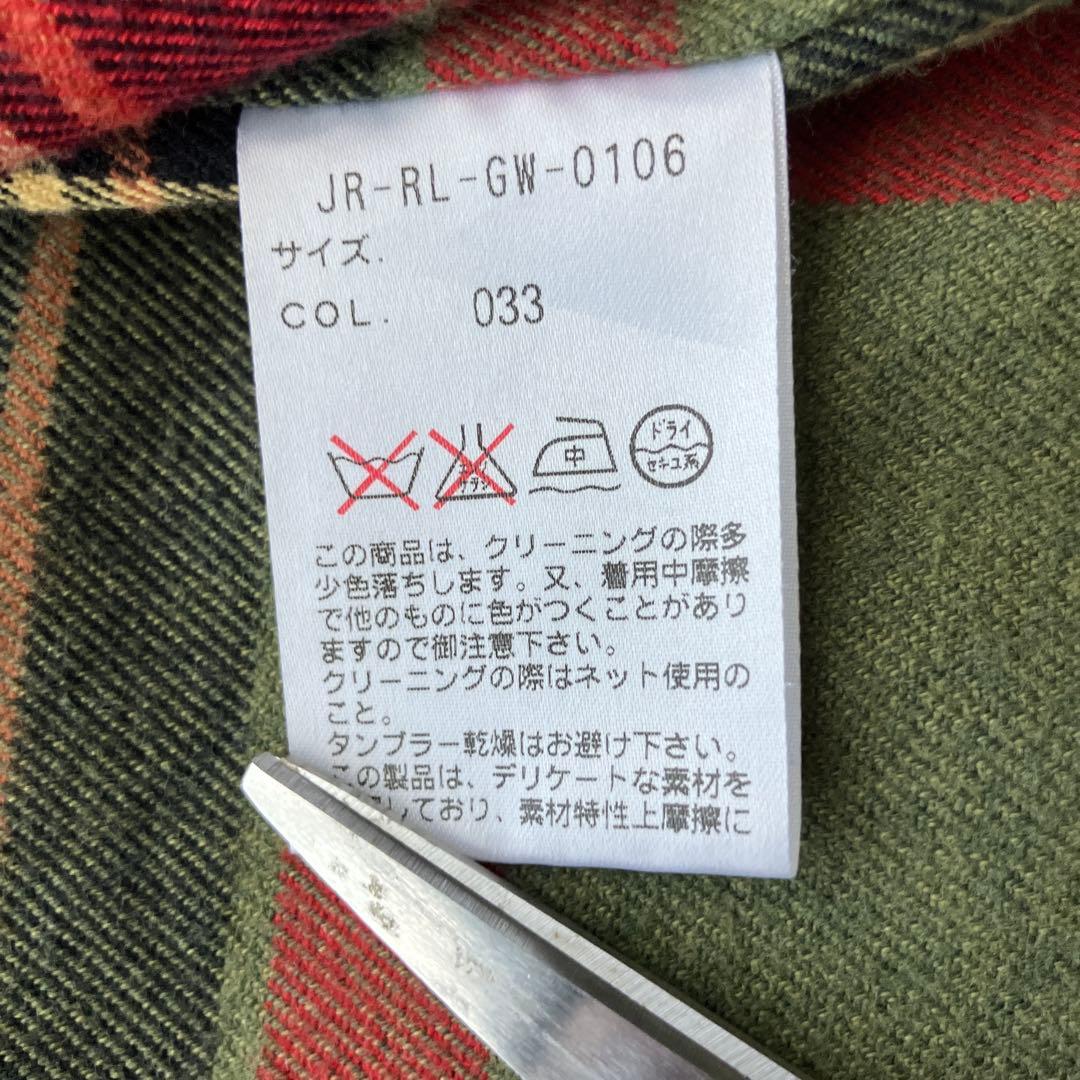 JR-RL-GW-0106
サイズ.
COL. 033
中
ドライ
セキユ系
この商品は、クリーニングの際多
少色落ちします。又、着用中摩擦
で他のものに色がつくことがあり
ますので御注意下さい。
クリーニングの際はネット使用の
こと。
タンブラー乾燥はお避け下さい。
この製品は、デリケートな素材を
しており、素材特性上摩擦に